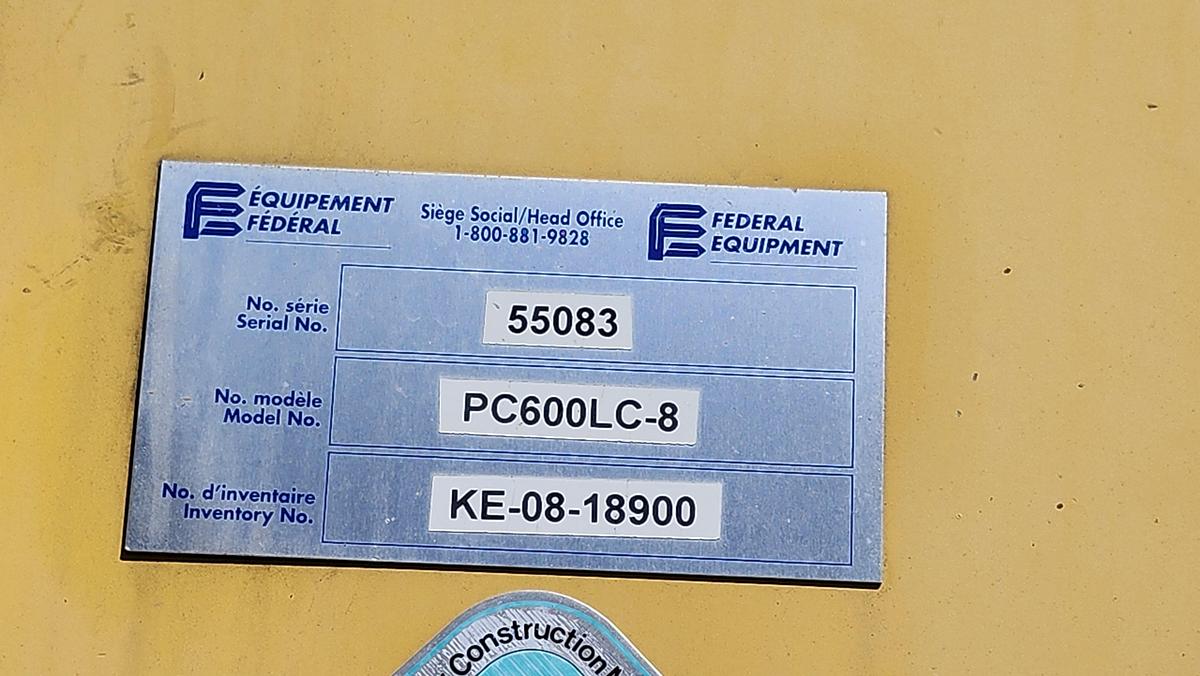 ÉQUIPEMENT
FÉDÉRAL
Siège Social/Head Office
1-800-881-9828
FEDERAL
EQUIPMENT
No. série
Serial No.
55083
No. modèle
Model No.
PC600LC-8
No. d'inventaire
Inventory No.
KE-08-18900
Construction